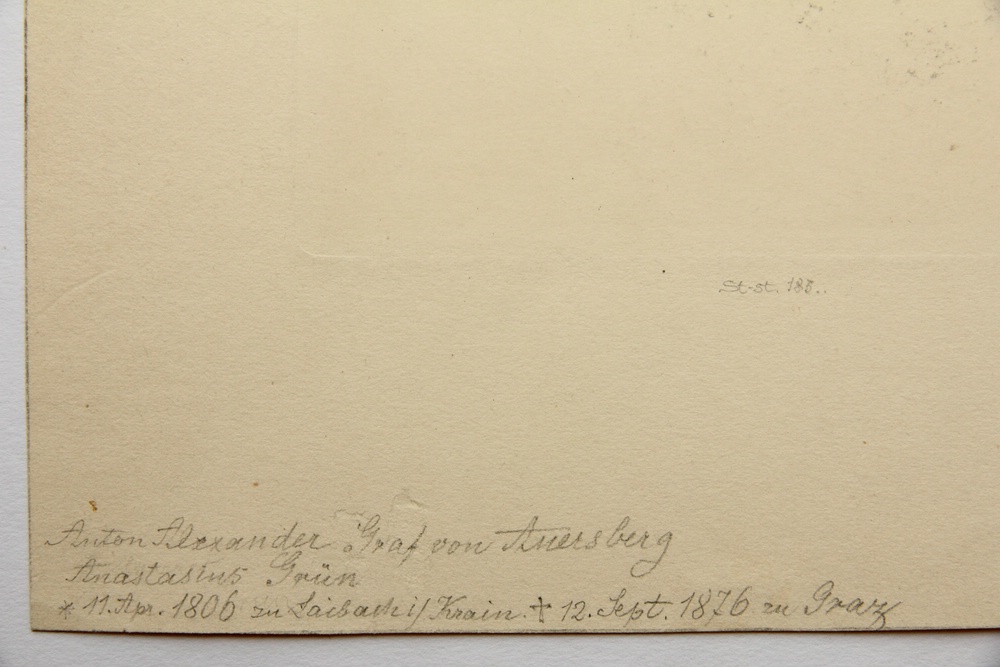 St-st. 188..
Anton Alexander Graf von Auersberg
Anastasius Grün
* 11. Apr. 1806 zu Laibach i/ Krain. † 12. Sept. 1876 zu Graz